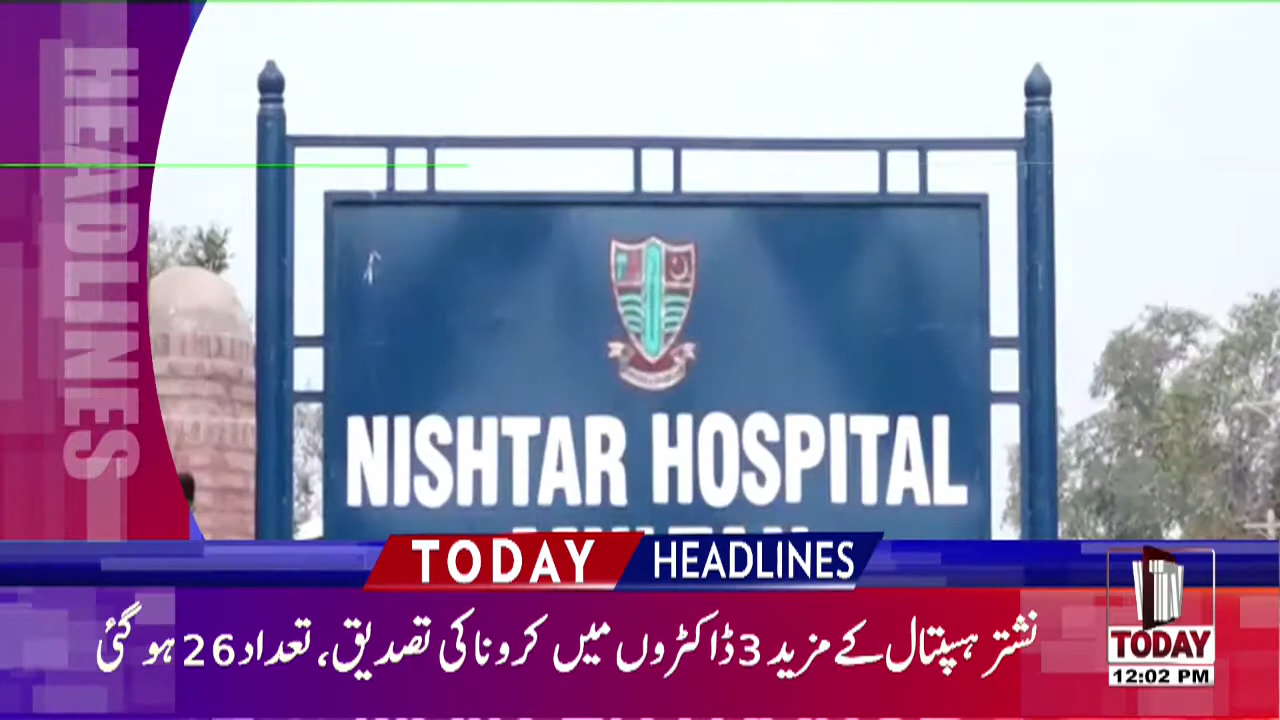 HEADLINES
NISHTAR HOSPITAL
TODAY HEADLINES
نشتر ہسپتال کے مزید 3 ڈاکٹروں میں کرونا کی تصدیق، تعداد 26 ہو گئی
TODAY
12:02 PM